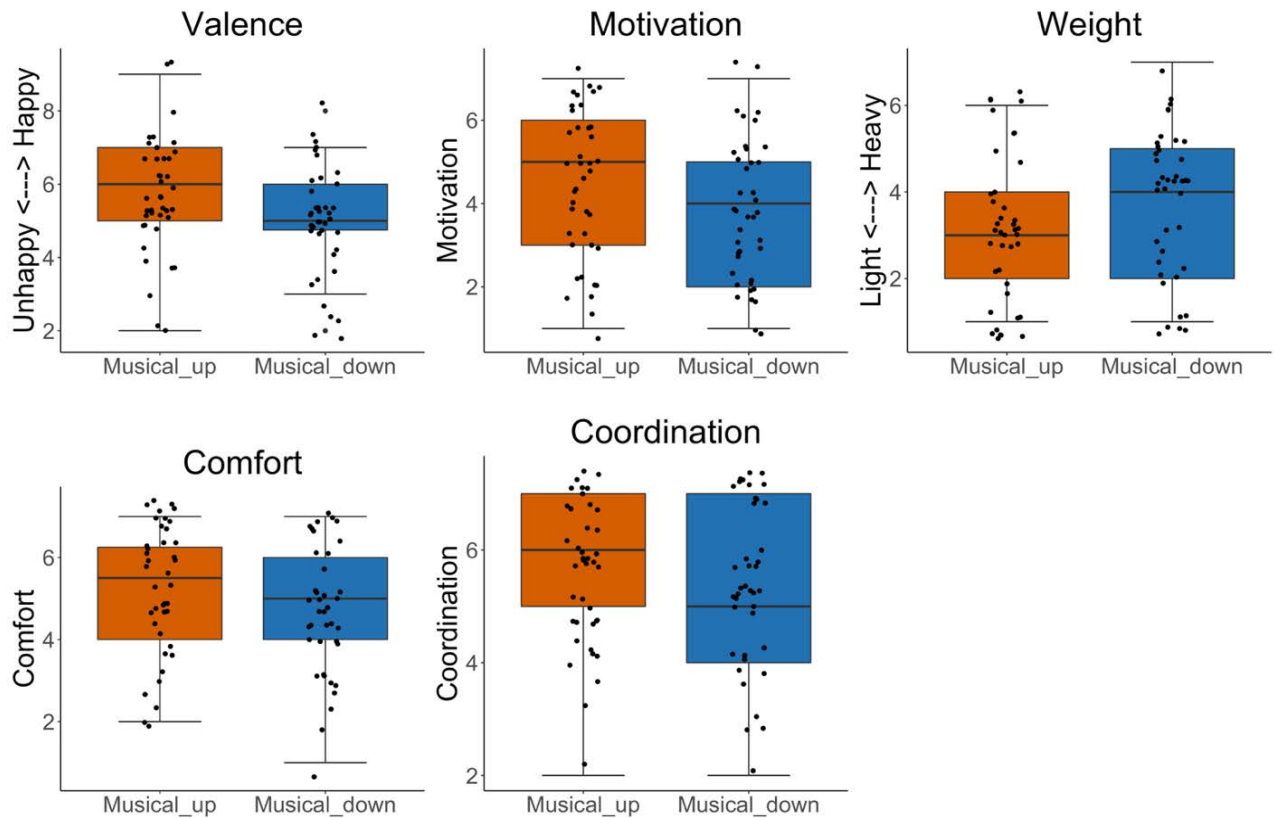 Valence
Unhappy <---> Happy
8
6
4
2
Musical_up Musical_down
Motivation
Motivation
6
4
2
Musical_up Musical_down
Weight
Light <---> Heavy
6
4
2
Musical_up Musical_down
Comfort
Comfort
6
4
2
Musical_up Musical_down
Coordination
Coordination
6
4
2
Musical_up Musical_down